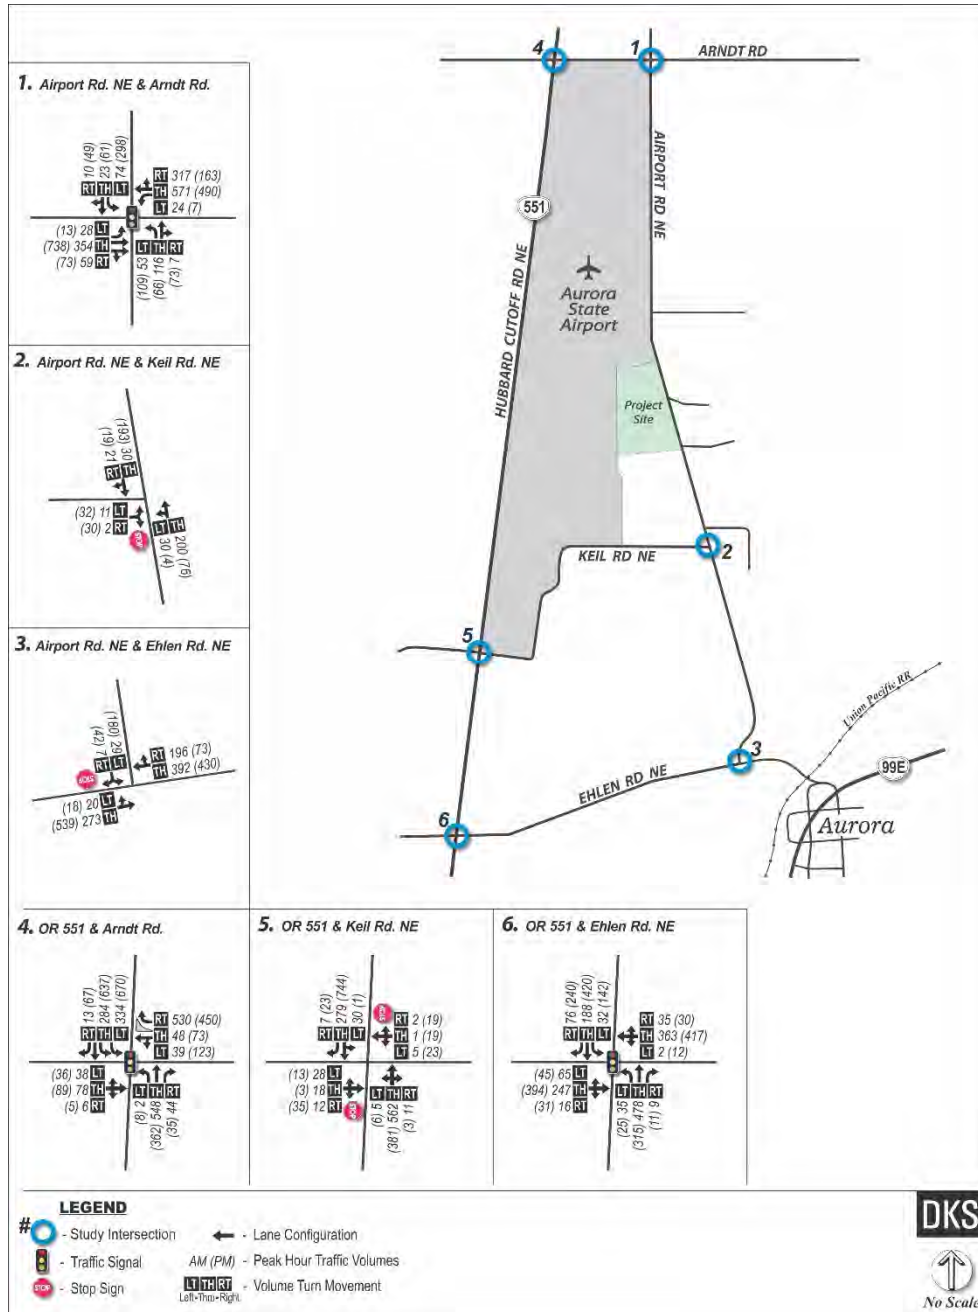 4
1
ARNDT RD
AIRPORT RD NE
551
HUBBARD CUTOFF RD NE
Aurora
State
Airport
Project
Site
KEIL RD NE
2
5
3
EHLEN RD NE
6
Union Pacific RR
99E
Aurora
1. Airport Rd. NE & Arndt Rd.
10 (49)
23 (61)
74 (298)
RT TH LT
RT 317 (163)
TH 571 (490)
LT 24 (7)
(13) 28 LT
(738) 354 TH
(73) 59 RT
LT TH RT
(109) 53
(66) 116
(73) 7
2. Airport Rd. NE & Keil Rd. NE
(193) 30
(19) 21
RT TH
(32) 11 LT
(30) 2 RT
STOP
LT TH
30 (4)
200 (76)
3. Airport Rd. NE & Ehlen Rd. NE
(180) 29
(42) 7
RT LT
STOP
RT 196 (73)
TH 392 (430)
(18) 20 LT
(539) 273 TH
4. OR 551 & Arndt Rd.
13 (67)
284 (637)
334 (670)
RT TH LT
RT 530 (450)
TH 48 (73)
LT 39 (123)
(36) 38 LT
(89) 78 TH
(5) 6 RT
LT TH RT
(8) 2
(362) 548
(35) 44
5. OR 551 & Keil Rd. NE
7 (23)
279 (744)
30 (1)
RT TH LT
STOP
RT 2 (19)
TH 1 (19)
LT 5 (23)
(13) 28 LT
(3) 18 TH
(35) 12 RT
STOP
LT TH RT
(6) 5
(381) 562
(3) 11
6. OR 551 & Ehlen Rd. NE
76 (240)
188 (420)
32 (142)
RT TH LT
RT 35 (30)
TH 363 (417)
LT 2 (12)
(45) 65 LT
(394) 247 TH
(31) 16 RT
LT TH RT
(25) 35
(315) 478
(11) 9
LEGEND
# - Study Intersection
- Traffic Signal
STOP - Stop Sign
- Lane Configuration
AM (PM) - Peak Hour Traffic Volumes
LT TH RT - Volume Turn Movement
Left•Thru•Right
DKS
No Scale